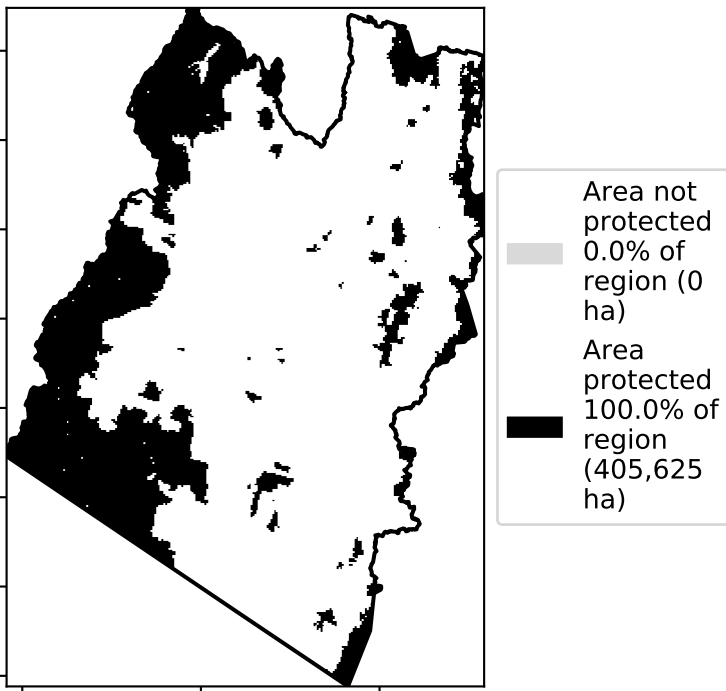 Area not
protected
0.0% of
region (0
ha)
Area
protected
100.0% of
region
(405,625
ha)